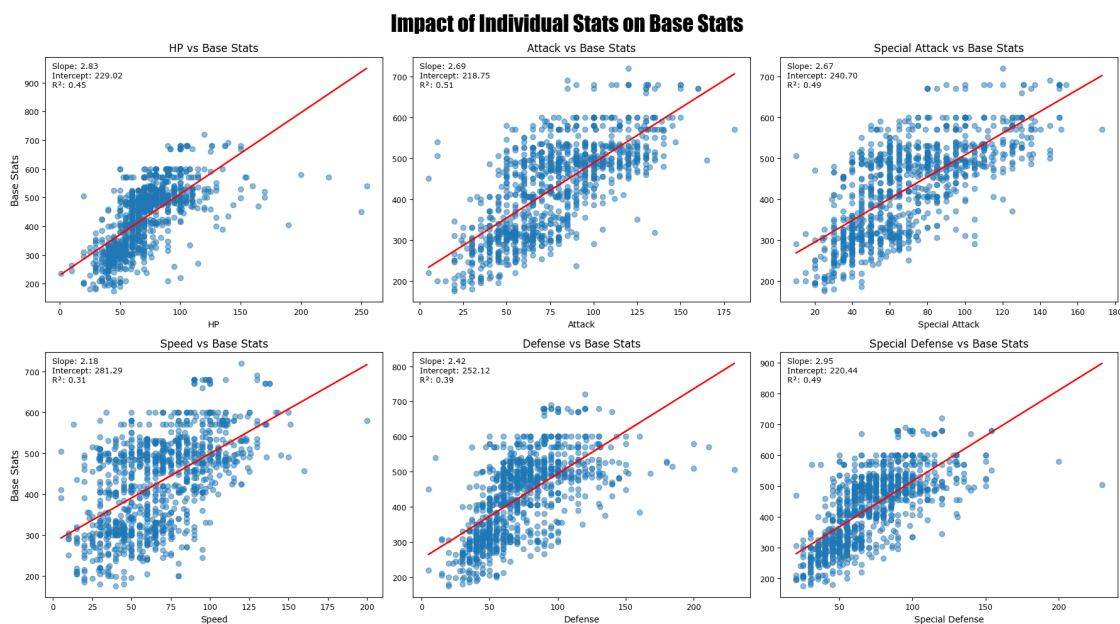 Impact of Individual Stats on Base Stats
HP vs Base Stats
Slope: 2.83
Intercept: 229.02
R²: 0.45
900
800
700
600
500
400
300
200
Base Stats
0
50
100
150
200
250
HP
Attack vs Base Stats
Slope: 2.69
Intercept: 218.75
R²: 0.51
700
600
500
400
300
200
0
25
50
75
100
125
150
175
Attack
Special Attack vs Base Stats
Slope: 2.67
Intercept: 240.70
R²: 0.49
700
600
500
400
300
200
20
40
60
80
100
120
140
160
180
Special Attack
Speed vs Base Stats
Slope: 2.18
Intercept: 281.29
R²: 0.31
700
600
500
400
300
200
Base Stats
0
25
50
75
100
125
150
175
200
Speed
Defense vs Base Stats
Slope: 2.42
Intercept: 252.12
R²: 0.39
800
700
600
500
400
300
200
0
50
100
150
200
Defense
Special Defense vs Base Stats
Slope: 2.95
Intercept: 220.44
R²: 0.49
900
800
700
600
500
400
300
200
50
100
150
200
Special Defense